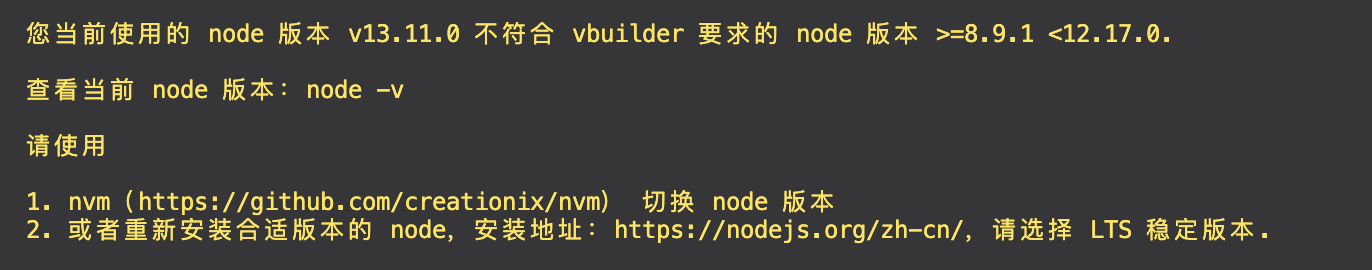 您当前使用的 node 版本 v13.11.0 不符合 vbuilder 要求的 node 版本 >=8.9.1 <12.17.0.
查看当前 node 版本：node -v
请使用
1. nvm（https://github.com/creationix/nvm） 切换 node 版本
2. 或者重新安装合适版本的 node，安装地址：https://nodejs.org/zh-cn/，请选择 LTS 稳定版本.